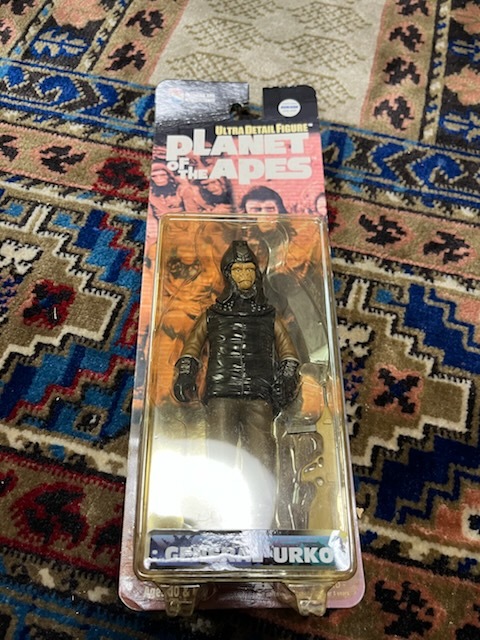 ULTRA DETAIL FIGURE
PLANET
OF THE APES
GENERAL URKO